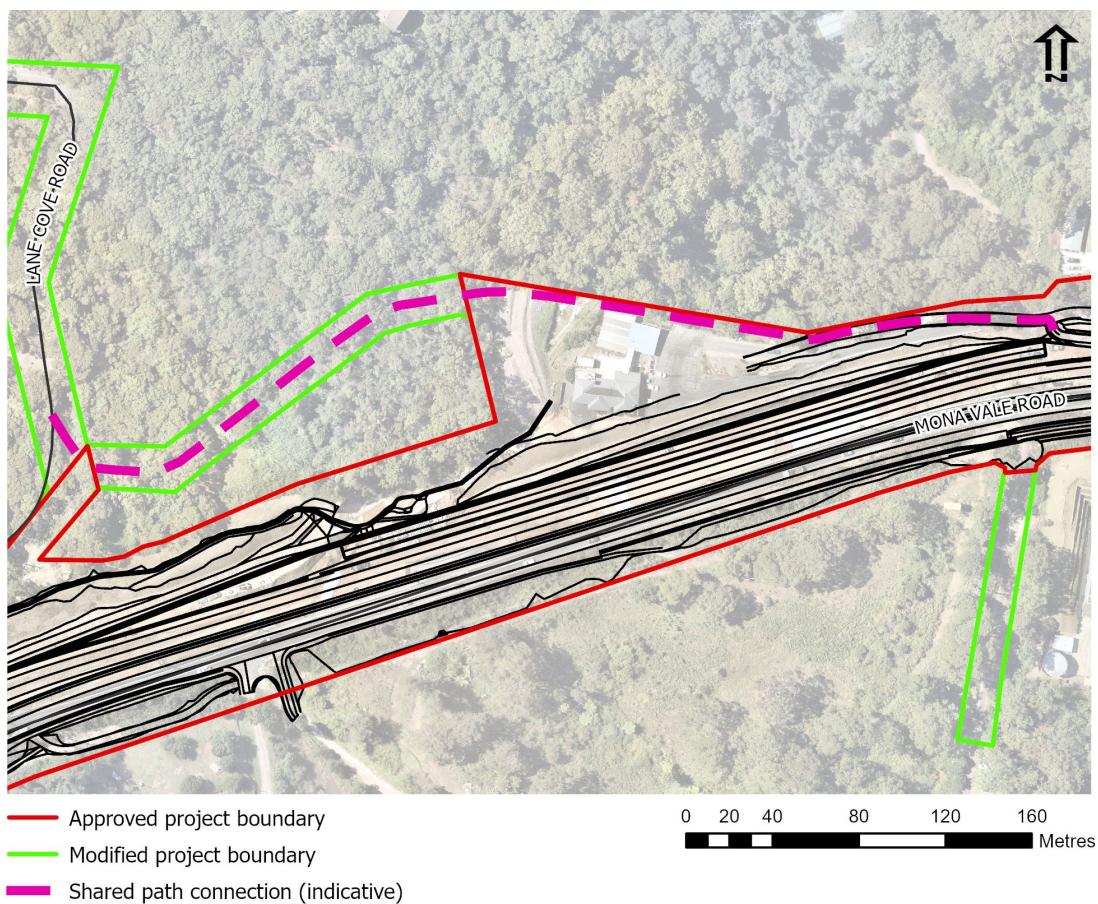 N
LANE COVE ROAD
MONA VALE ROAD
Approved project boundary
Modified project boundary
Shared path connection (indicative)
0 20 40 80 120 160
Metres